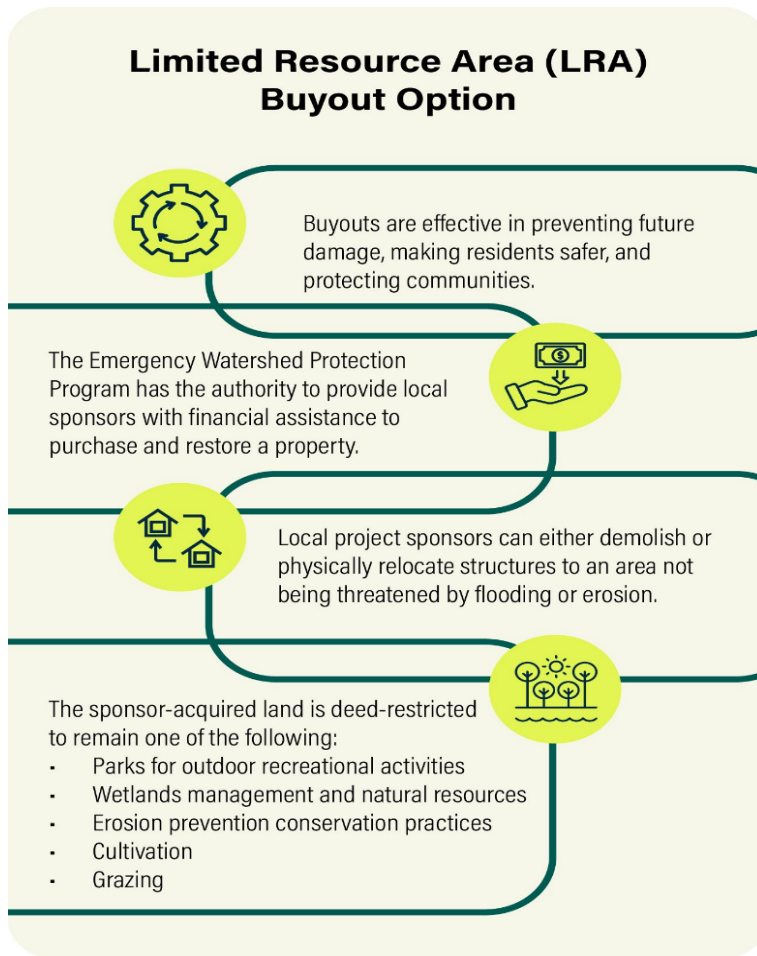 Limited Resource Area (LRA)
Buyout Option
Buyouts are effective in preventing future
damage, making residents safer, and
protecting communities.
The Emergency Watershed Protection
Program has the authority to provide local
sponsors with financial assistance to
purchase and restore a property.
Local project sponsors can either demolish or
physically relocate structures to an area not
being threatened by flooding or erosion.
The sponsor-acquired land is deed-restricted
to remain one of the following:
· Parks for outdoor recreational activities
· Wetlands management and natural resources
· Erosion prevention conservation practices
· Cultivation
· Grazing